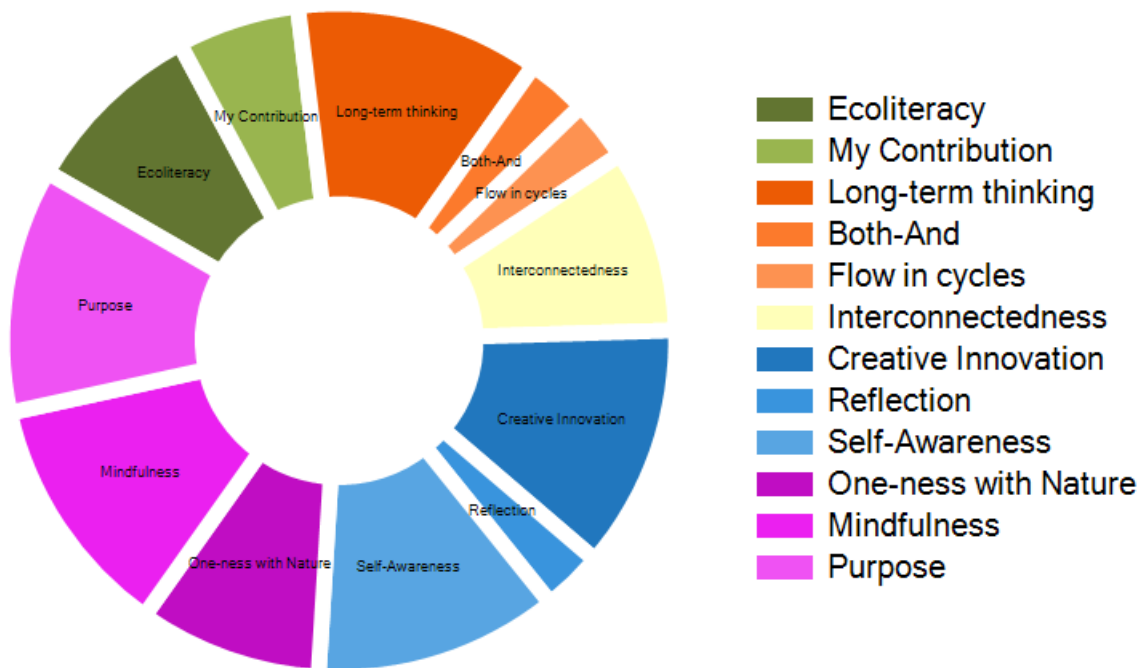 My Contribution
Long-term thinking
Both-And
Flow in cycles
Ecoliteracy
Interconnectedness
Purpose
Creative Innovation
Mindfulness
Reflection
One-ness with Nature
Self-Awareness
Ecoliteracy
My Contribution
Long-term thinking
Both-And
Flow in cycles
Interconnectedness
Creative Innovation
Reflection
Self-Awareness
One-ness with Nature
Mindfulness
Purpose